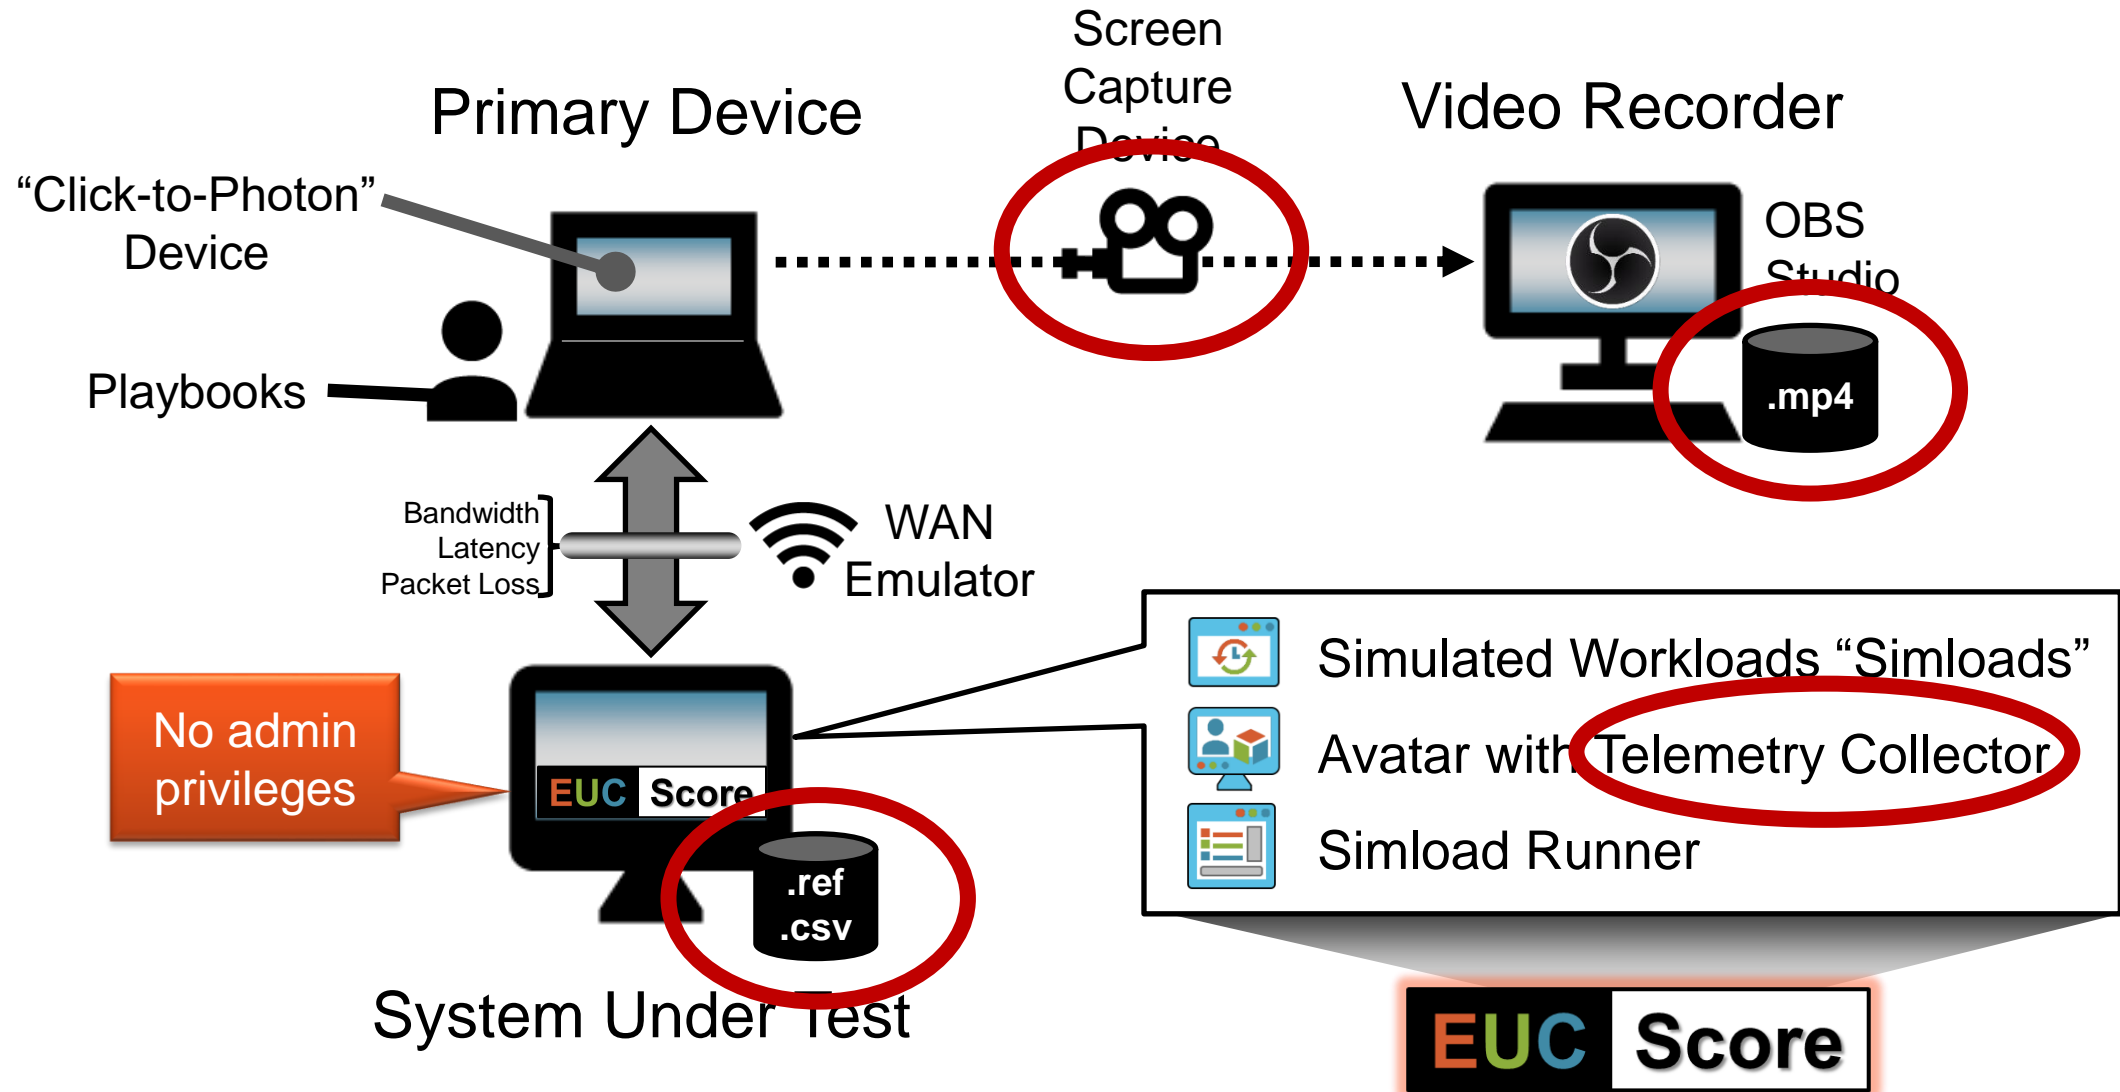 Screen
Capture
Device
Primary Device
Video Recorder
“Click-to-Photon”
Device
OBS
Studio
Playbooks
.mp4
Bandwidth
Latency
Packet Loss
WAN
Emulator
Simulated Workloads “Simloads”
No admin
privileges
Avatar with Telemetry Collector
EUC Score
Simload Runner
.ref
.csv
System Under Test
EUC Score